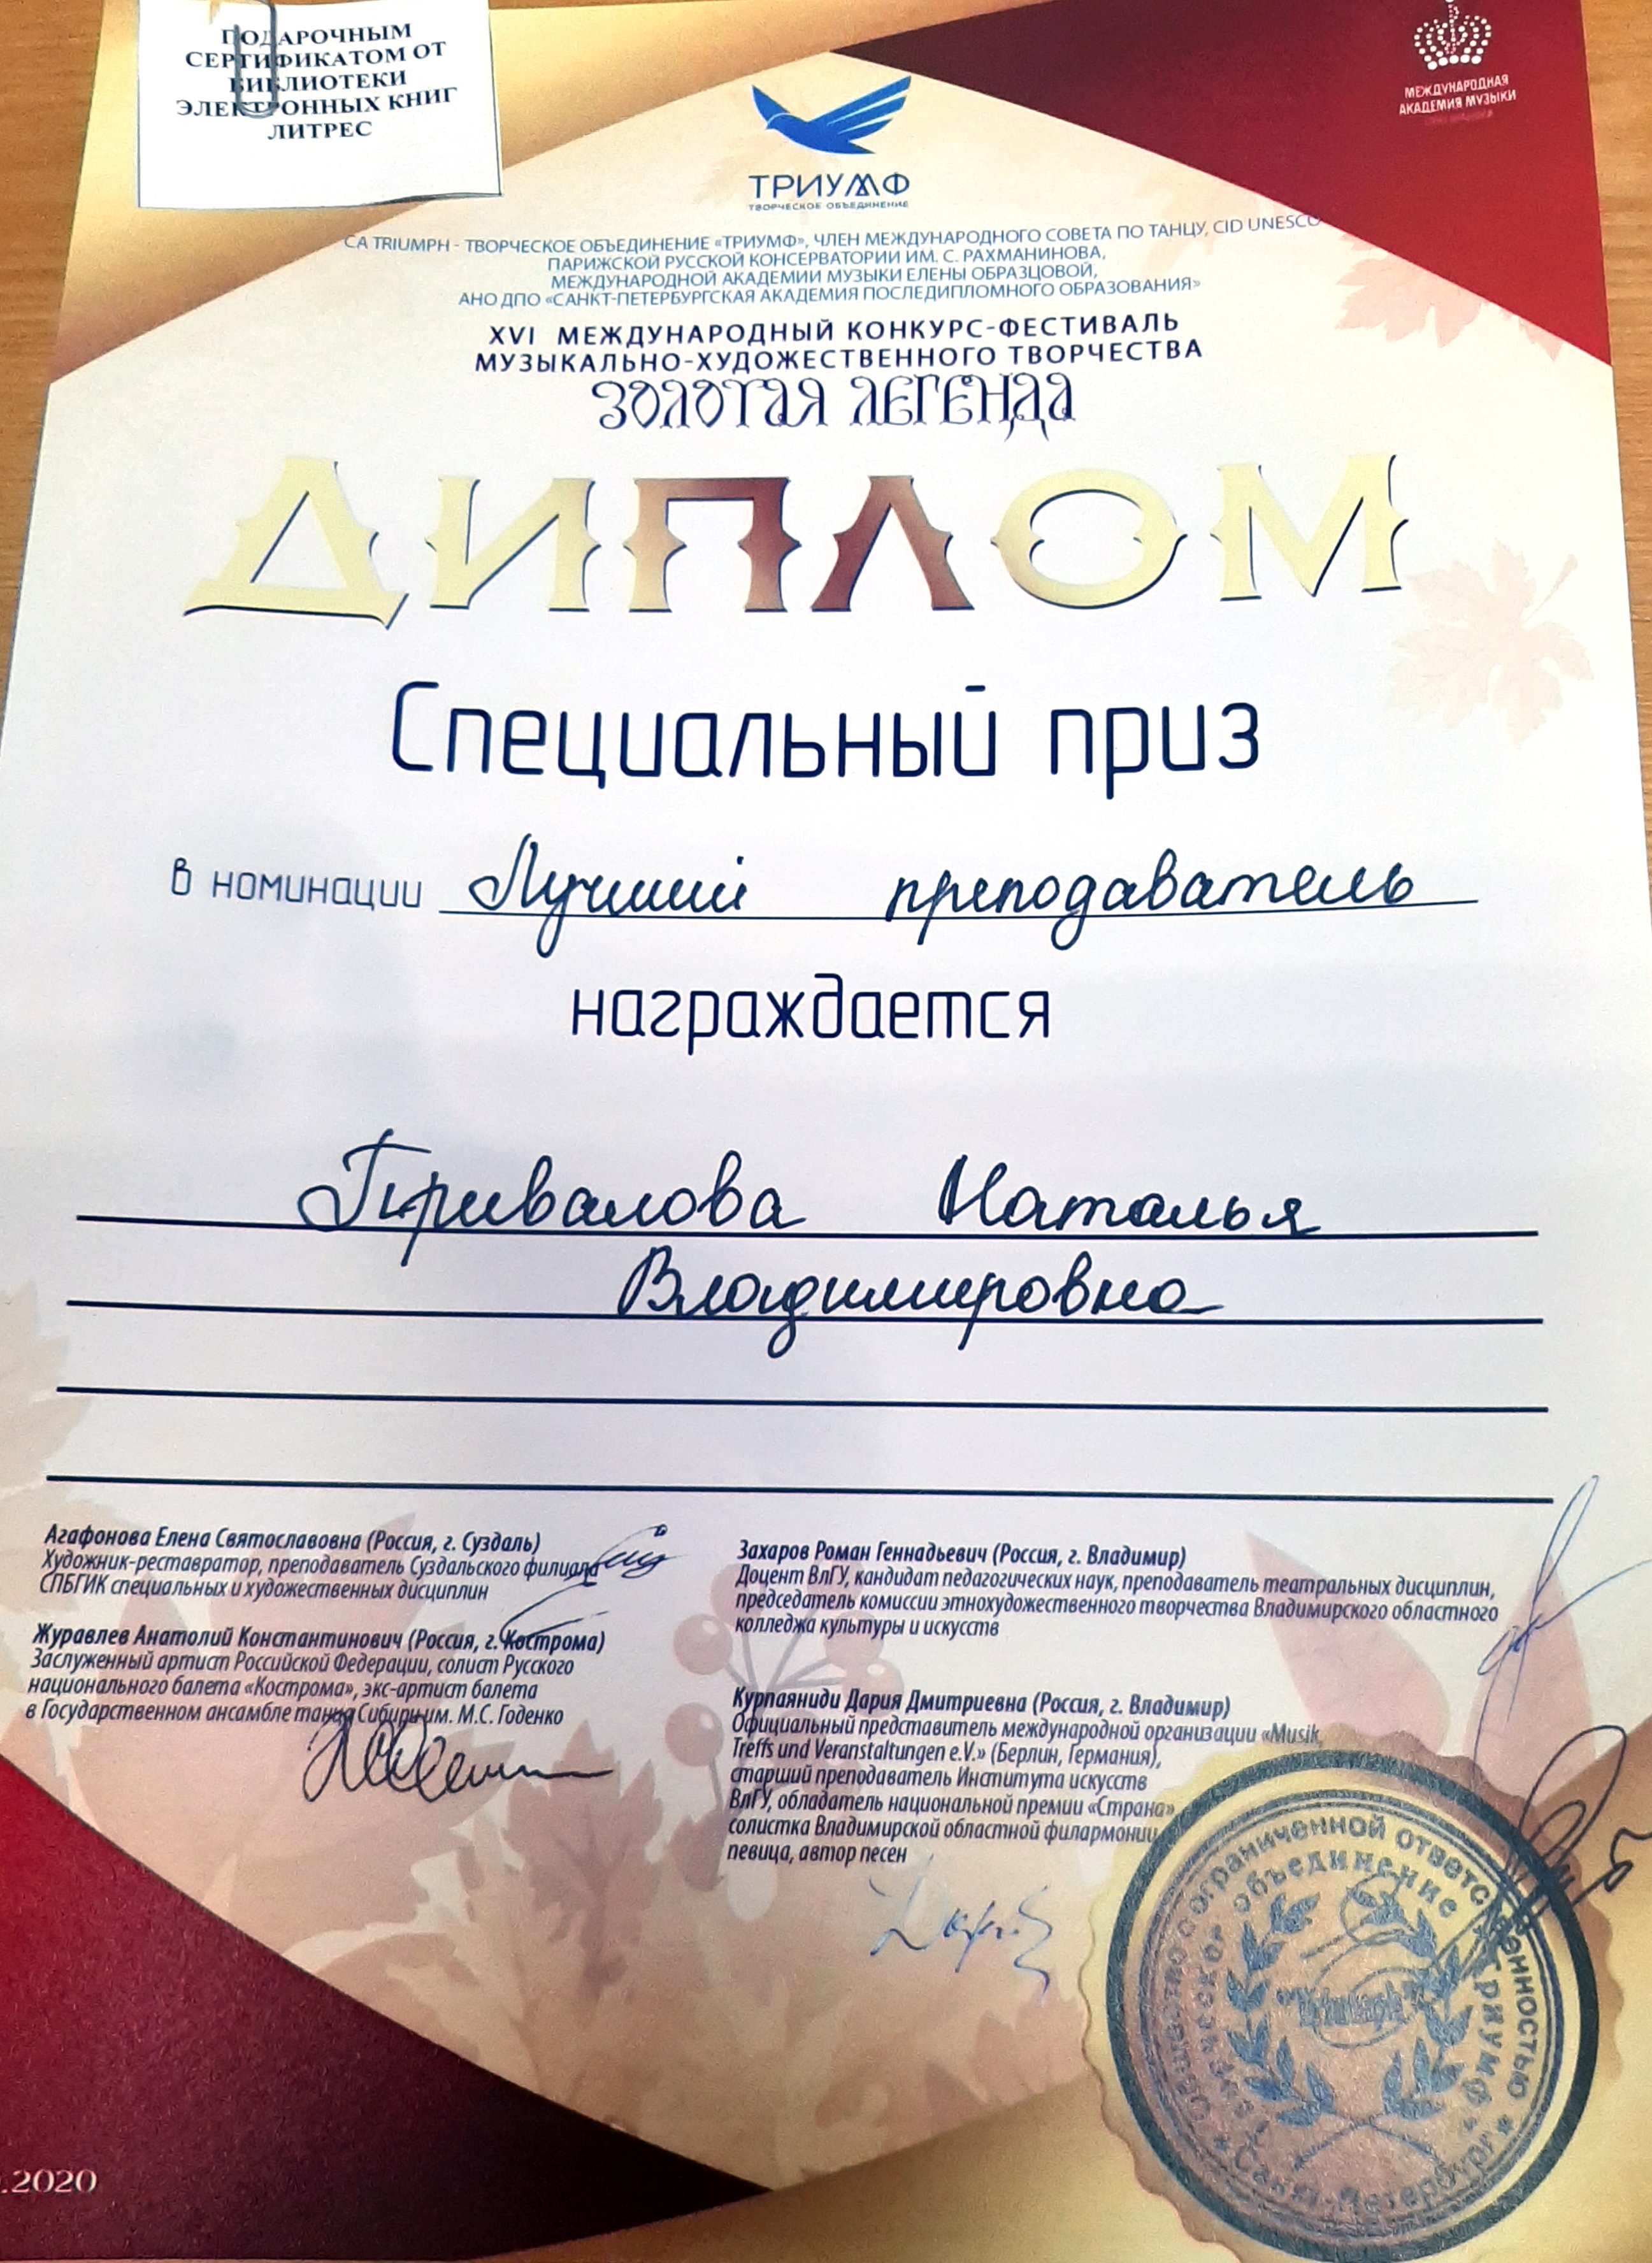 ПОДАРОЧНЫМ
СЕРТИФИКАТОМ ОТ
БИБЛИОТЕКИ
ЭЛЕКТРОННЫХ КНИГ
ЛИТРЕС
МЕЖДУНАРОДНАЯ
АКАДЕМИЯ МУЗЫКИ
ТРИУМФ
ТВОРЧЕСКОЕ ОБЪЕДИНЕНИЕ
CA TRIUMPH - ТВОРЧЕСКОЕ ОБЪЕДИНЕНИЕ «ТРИУМФ», ЧЛЕН МЕЖДУНАРОДНОГО СОВЕТА ПО ТАНЦУ, CID UNESCO
ПАРИЖСКОЙ РУССКОЙ КОНСЕРВАТОРИИ ИМ. С. РАХМАНИНОВА,
МЕЖДУНАРОДНОЙ АКАДЕМИИ МУЗЫКИ ЕЛЕНЫ ОБРАЗЦОВОЙ,
АНО ДПО «САНКТ-ПЕТЕРБУРГСКАЯ АКАДЕМИЯ ПОСЛЕДИПЛОМНОГО ОБРАЗОВАНИЯ»
XVI МЕЖДУНАРОДНЫЙ КОНКУРС-ФЕСТИВАЛЬ
МУЗЫКАЛЬНО-ХУДОЖЕСТВЕННОГО ТВОРЧЕСТВА
ЗОЛОТАЯ ЛЕГЕНДА
ДИПЛОМ
Специальный приз
в номинации Лучший преподаватель
награждается
Привалова Наталья
Владимировна
Агафонова Елена Святославовна (Россия, г. Суздаль)
Художник-реставратор, преподаватель Суздальского филиала
СПБГИК специальных и художественных дисциплин
Журавлев Анатолий Константинович (Россия, г. Кострома)
Заслуженный артист Российской Федерации, солист Русского
национального балета «Кострома», экс-артист балета
в Государственном ансамбле танца Сибири им. М.С. Годенко
Захаров Роман Геннадьевич (Россия, г. Владимир)
Доцент ВлГУ, кандидат педагогических наук, преподаватель театральных дисциплин,
председатель комиссии этнохудожественного творчества Владимирского областного
колледжа культуры и искусств
Курпаяниди Дария Дмитриевна (Россия, г. Владимир)
Официальный представитель международной организации «Musik
Treffs und Veranstaltungen e.V.» (Берлин, Германия),
старший преподаватель Института искусств
ВлГУ, обладатель национальной премии «Страна»
солистка Владимирской областной филармонии,
певица, автор песен
Общество с ограниченной ответственностью
Творческое объединение «Триумф»
Санкт-Петербург
"Triumph"
.2020